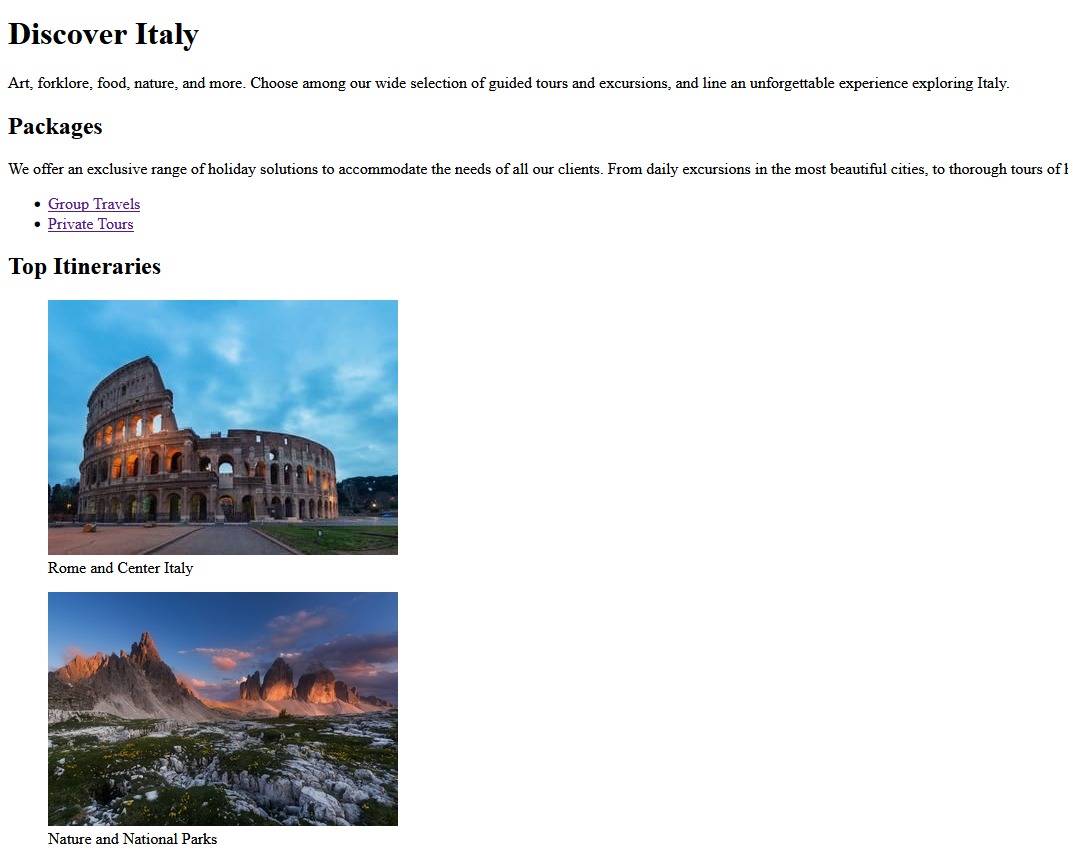 Discover Italy
Art, forklore, food, nature, and more. Choose among our wide selection of guided tours and excursions, and line an unforgettable experience exploring Italy.
Packages
We offer an exclusive range of holiday solutions to accommodate the needs of all our clients. From daily excursions in the most beautiful cities, to thorough tours of
Group Travels
Private Tours
Top Itineraries
Rome and Center Italy
Nature and National Parks